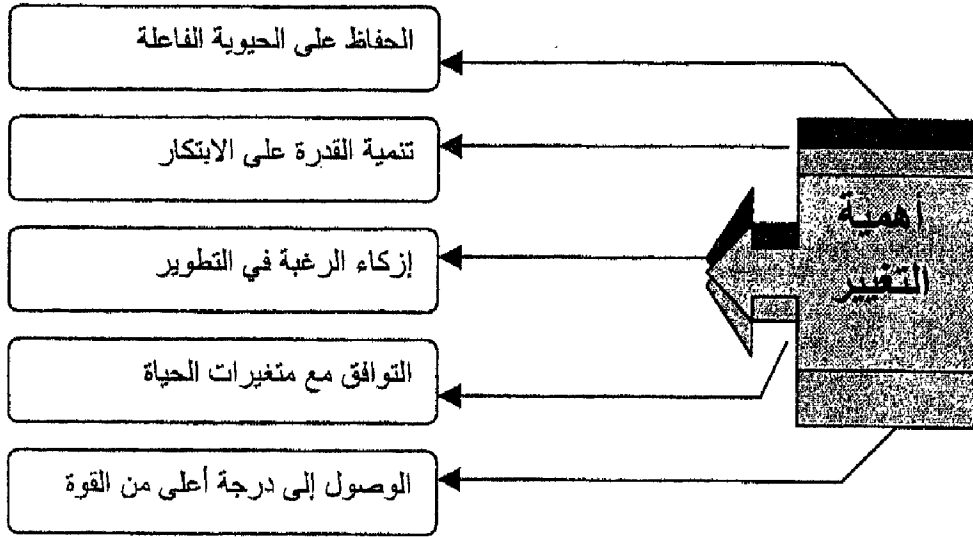 أهمية
التغيير
الحفاظ على الحيوية الفاعلة
تنمية القدرة على الابتكار
إزكاء الرغبة في التطوير
التوافق مع متغيرات الحياة
الوصول إلى درجة أعلى من القوة